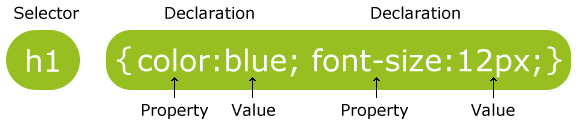 Selector Declaration Declaration
h1 {color:blue; font-size:12px;}
Property Value Property Value